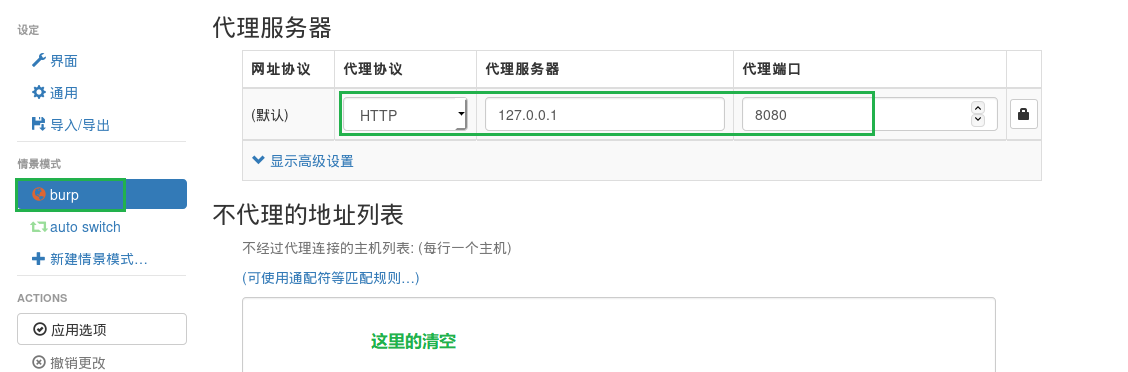 设定
界面
通用
导入/导出
情景模式
burp
auto switch
新建情景模式…
ACTIONS
应用选项
撤销更改
代理服务器
网址协议 代理协议 代理服务器 代理端口
(默认) HTTP 127.0.0.1 8080
显示高级设置
不代理的地址列表
不经过代理连接的主机列表: (每行一个主机)
(可使用通配符等匹配规则…)
这里的清空